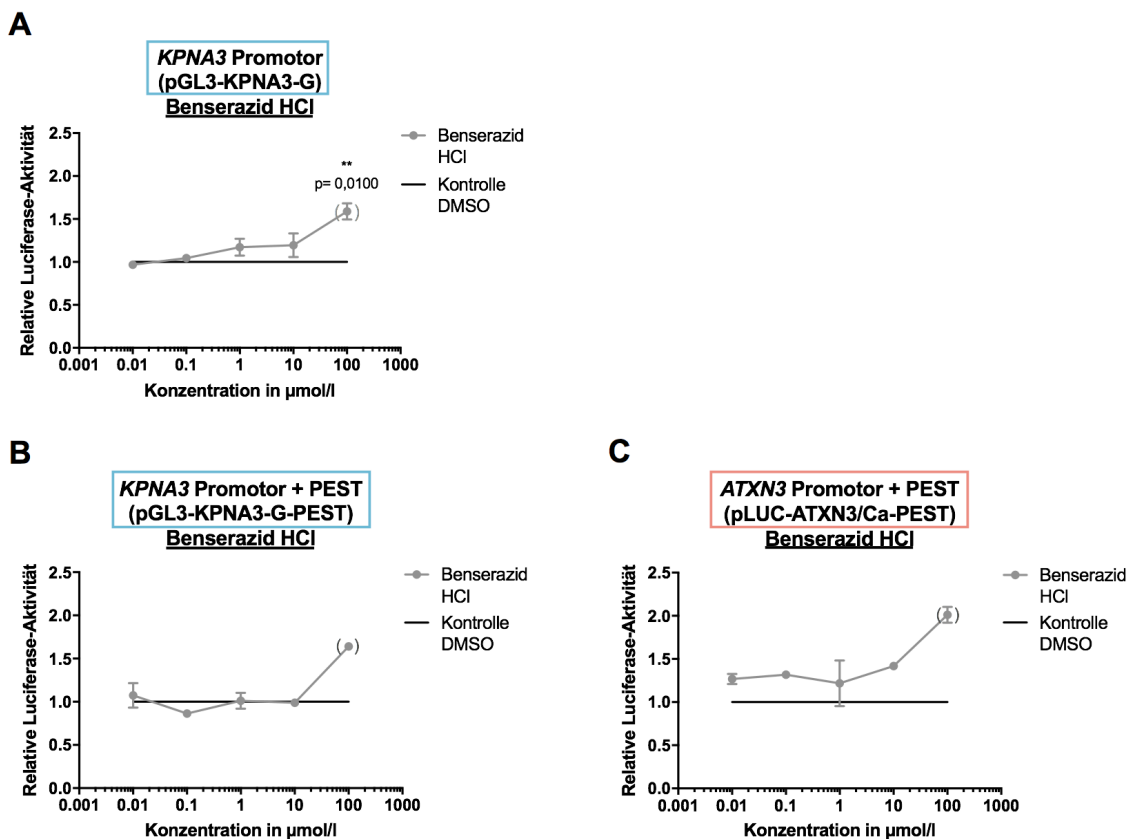 A
KPNA3 Promotor
(pGL3-KPNA3-G)
Benserazid HCl
Relative Luciferase-Aktivität
2.5
2.0
1.5
1.0
0.5
0.0
0.001 0.01 0.1 1 10 100 1000
Konzentration in µmol/l
**
p= 0,0100
( )
Benserazid
HCl
Kontrolle
DMSO
B
KPNA3 Promotor + PEST
(pGL3-KPNA3-G-PEST)
Benserazid HCl
Relative Luciferase-Aktivität
2.5
2.0
1.5
1.0
0.5
0.0
0.001 0.01 0.1 1 10 100 1000
Konzentration in µmol/l
( )
Benserazid
HCl
Kontrolle
DMSO
C
ATXN3 Promotor + PEST
(pLUC-ATXN3/Ca-PEST)
Benserazid HCl
Relative Luciferase-Aktivität
2.5
2.0
1.5
1.0
0.5
0.0
0.001 0.01 0.1 1 10 100 1000
Konzentration in µmol/l
( )
Benserazid
HCl
Kontrolle
DMSO